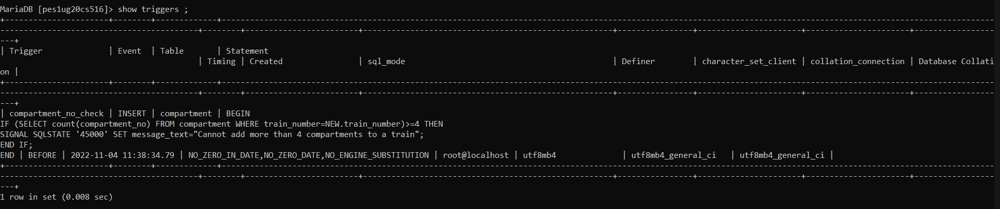 MariaDB [pes1ug20cs516]> show triggers ;
+----------------------+--------+-------------+--------------------------------------------------------------------------------------------------------------------------------------------------------------------
------------------------------------------+--------+------------------------+-----------------------------------------------------+----------------+----------------------+----------------------+-----------------
---+
| Trigger              | Event  | Table       | Statement
                                          | Timing | Created                | sql_mode                                            | Definer        | character_set_client | collation_connection | Database Collati
on |
+----------------------+--------+-------------+--------------------------------------------------------------------------------------------------------------------------------------------------------------------
------------------------------------------+--------+------------------------+-----------------------------------------------------+----------------+----------------------+----------------------+-----------------
---+
| compartment_no_check | INSERT | compartment | BEGIN
IF (SELECT count(compartment_no) FROM compartment WHERE train_number=NEW.train_number)>=4 THEN
SIGNAL SQLSTATE '45000' SET message_text="Cannot add more than 4 compartments to a train";
END IF;
END | BEFORE | 2022-11-04 11:38:34.79 | NO_ZERO_IN_DATE,NO_ZERO_DATE,NO_ENGINE_SUBSTITUTION | root@localhost | utf8mb4              | utf8mb4_general_ci   | utf8mb4_general_ci |
+----------------------+--------+-------------+--------------------------------------------------------------------------------------------------------------------------------------------------------------------
------------------------------------------+--------+------------------------+-----------------------------------------------------+----------------+----------------------+----------------------+-----------------
---+
1 row in set (0.008 sec)